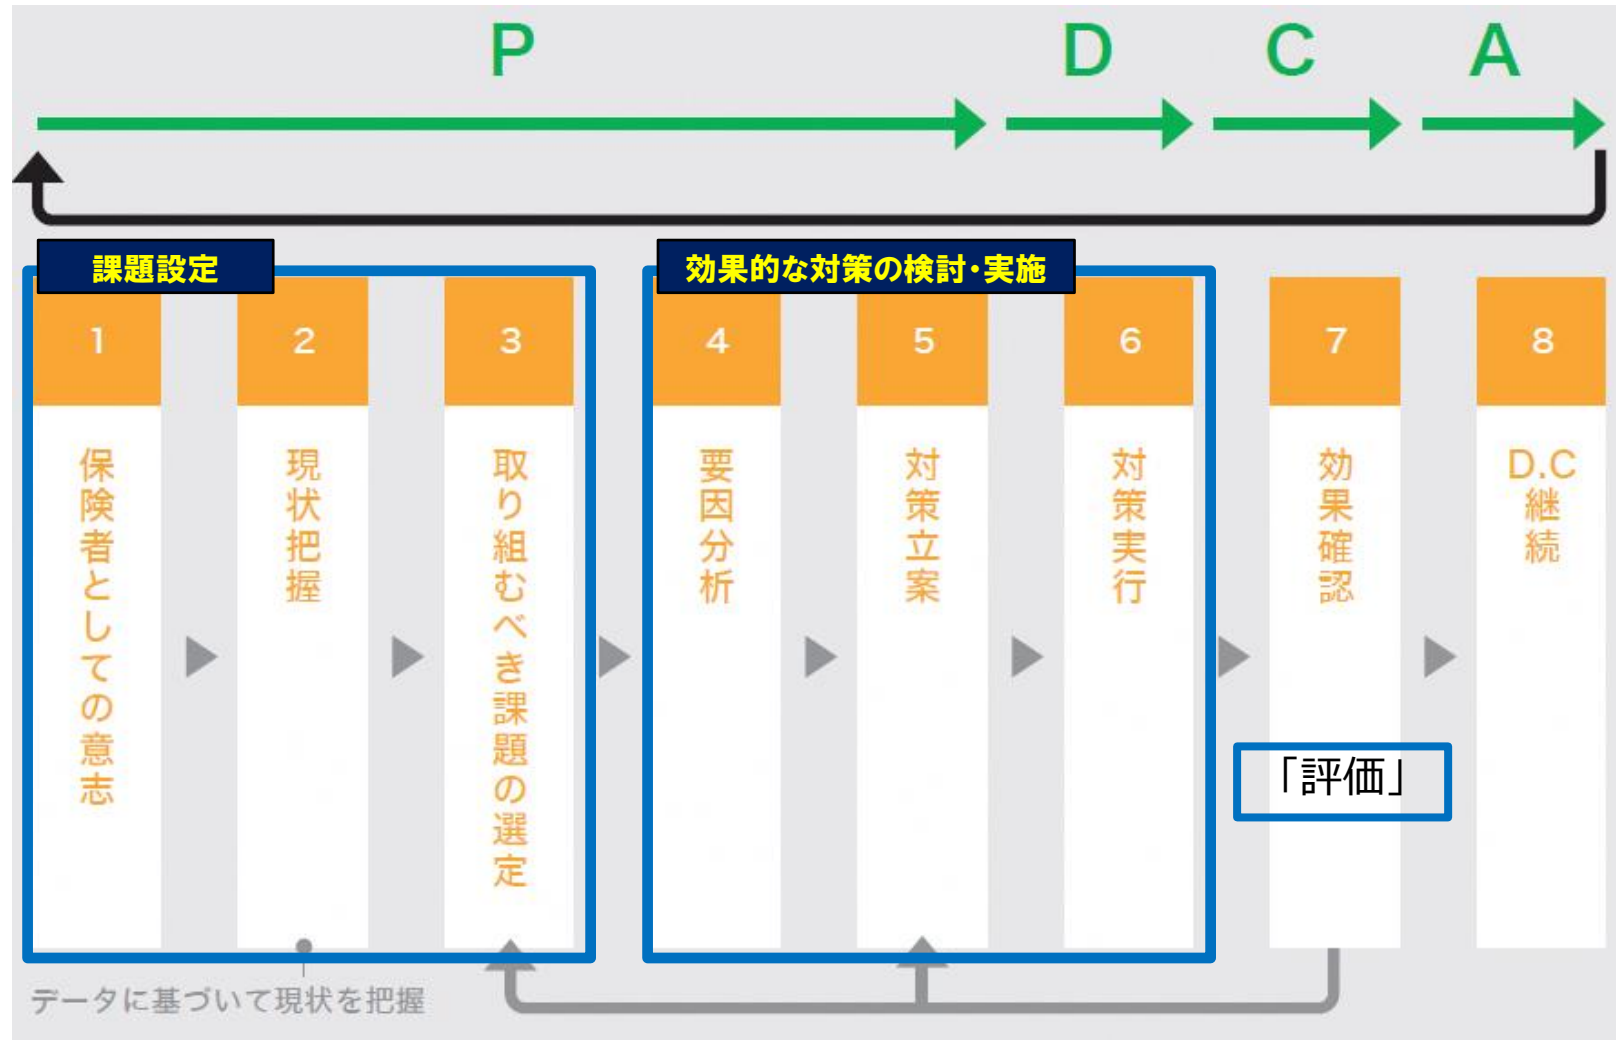 P
D
C
A
課題設定
効果的な対策の検討・実施
1
保険者としての意志
2
現状把握
3
取り組むべき課題の選定
4
要因分析
5
対策立案
6
対策実行
7
効果確認
「評価」
8
D.C
継続
データに基づいて現状を把握